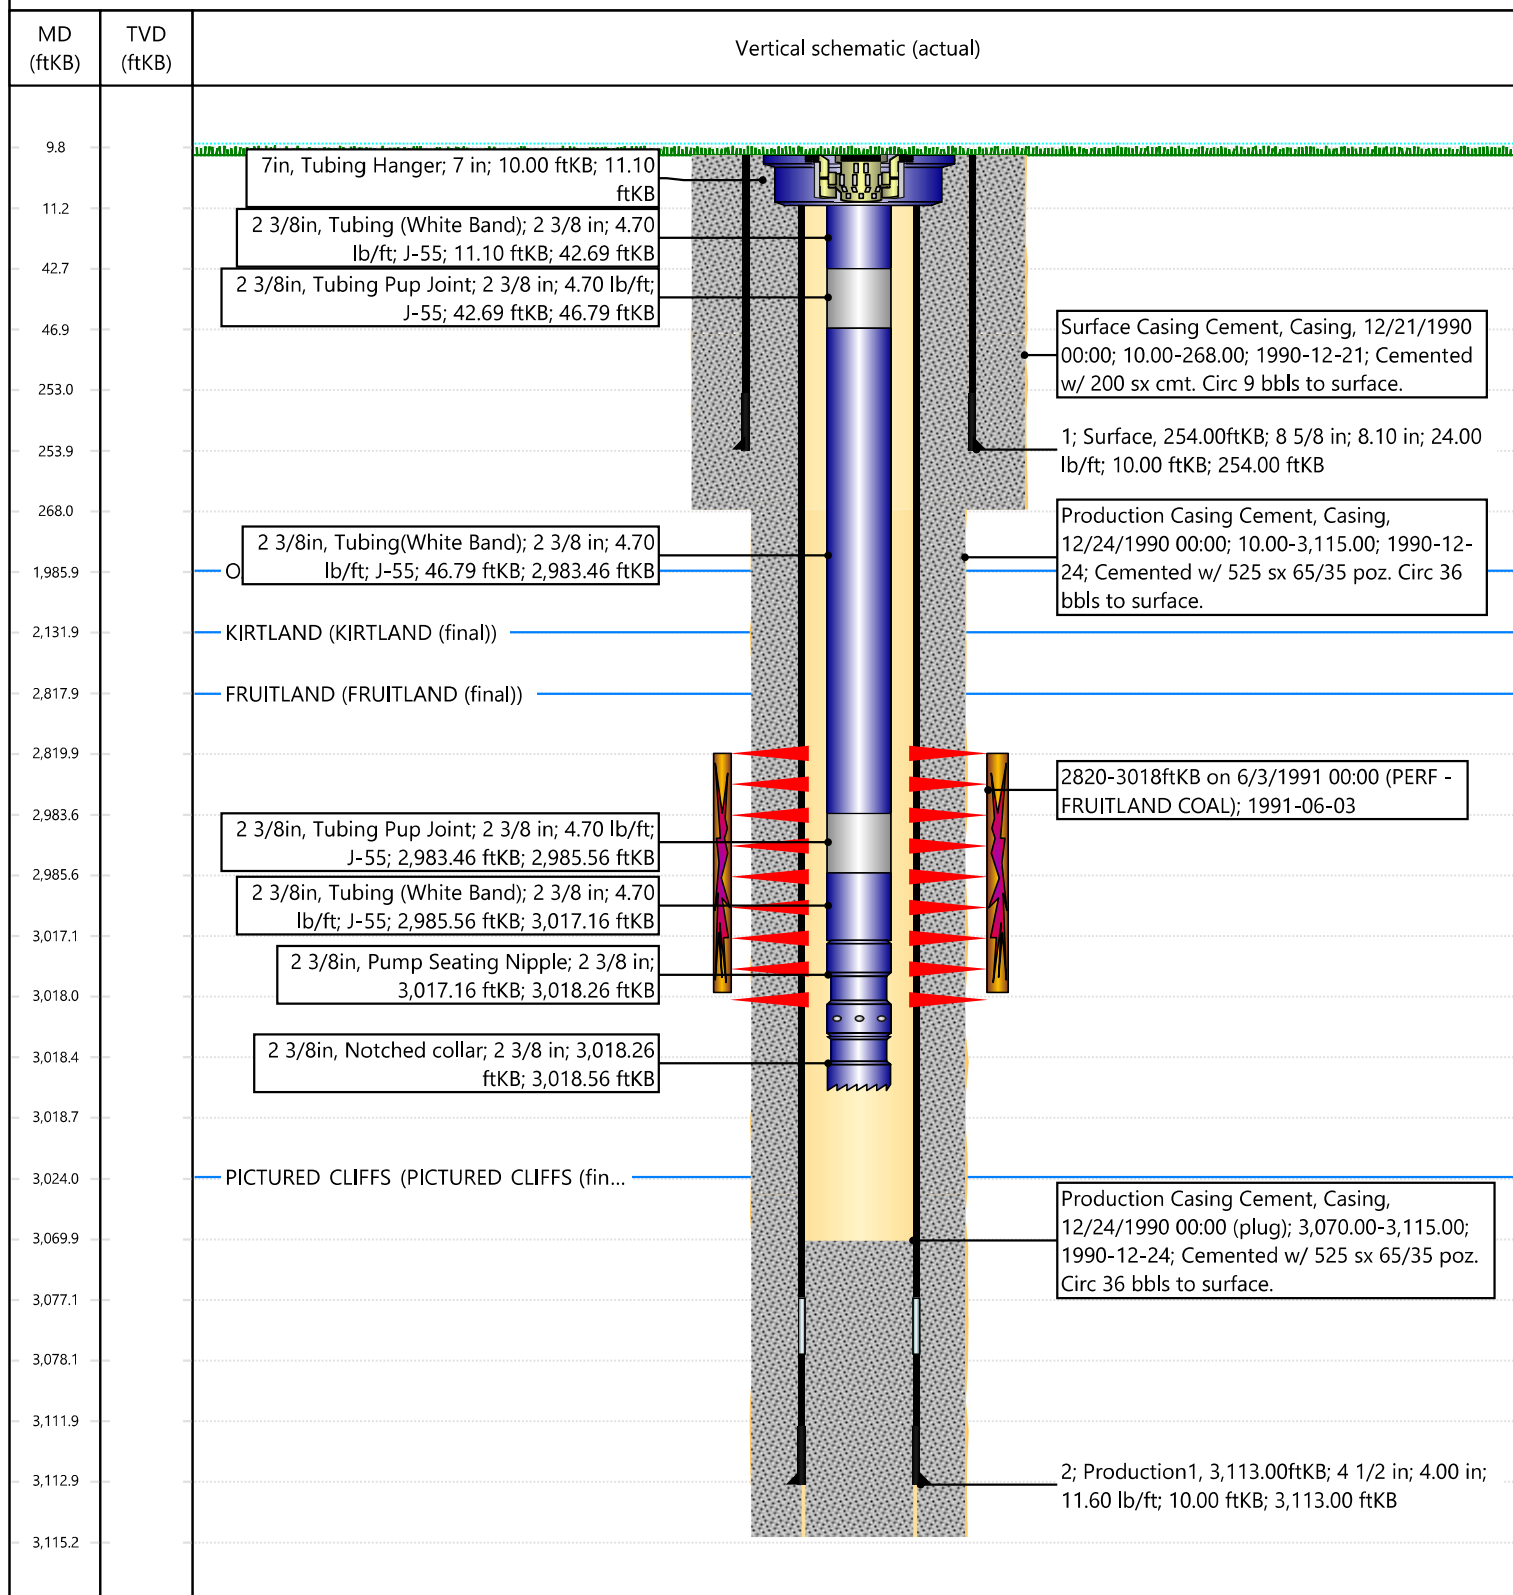 MD
(ftKB)
TVD
(ftKB)
Vertical schematic (actual)
9.8
11.2
42.7
46.9
253.0
253.9
268.0
1,985.9
2,131.9
2,817.9
2,819.9
2,983.6
2,985.6
3,017.1
3,018.0
3,018.4
3,018.7
3,024.0
3,069.9
3,077.1
3,078.1
3,111.9
3,112.9
3,115.2
7in, Tubing Hanger; 7 in; 10.00 ftKB; 11.10
ftKB
2 3/8in, Tubing (White Band); 2 3/8 in; 4.70
lb/ft; J-55; 11.10 ftKB; 42.69 ftKB
2 3/8in, Tubing Pup Joint; 2 3/8 in; 4.70 lb/ft;
J-55; 42.69 ftKB; 46.79 ftKB
2 3/8in, Tubing(White Band); 2 3/8 in; 4.70
lb/ft; J-55; 46.79 ftKB; 2,983.46 ftKB
O
KIRTLAND (KIRTLAND (final))
FRUITLAND (FRUITLAND (final))
2 3/8in, Tubing Pup Joint; 2 3/8 in; 4.70 lb/ft;
J-55; 2,983.46 ftKB; 2,985.56 ftKB
2 3/8in, Tubing (White Band); 2 3/8 in; 4.70
lb/ft; J-55; 2,985.56 ftKB; 3,017.16 ftKB
2 3/8in, Pump Seating Nipple; 2 3/8 in;
3,017.16 ftKB; 3,018.26 ftKB
2 3/8in, Notched collar; 2 3/8 in; 3,018.26
ftKB; 3,018.56 ftKB
PICTURED CLIFFS (PICTURED CLIFFS (fin...
Surface Casing Cement, Casing, 12/21/1990
00:00; 10.00-268.00; 1990-12-21; Cemented
w/ 200 sx cmt. Circ 9 bbls to surface.
1; Surface, 254.00ftKB; 8 5/8 in; 8.10 in; 24.00
lb/ft; 10.00 ftKB; 254.00 ftKB
Production Casing Cement, Casing,
12/24/1990 00:00; 10.00-3,115.00; 1990-12-
24; Cemented w/ 525 sx 65/35 poz. Circ 36
bbls to surface.
2820-3018ftKB on 6/3/1991 00:00 (PERF -
FRUITLAND COAL); 1991-06-03
Production Casing Cement, Casing,
12/24/1990 00:00 (plug); 3,070.00-3,115.00;
1990-12-24; Cemented w/ 525 sx 65/35 poz.
Circ 36 bbls to surface.
2; Production1, 3,113.00ftKB; 4 1/2 in; 4.00 in;
11.60 lb/ft; 10.00 ftKB; 3,113.00 ftKB